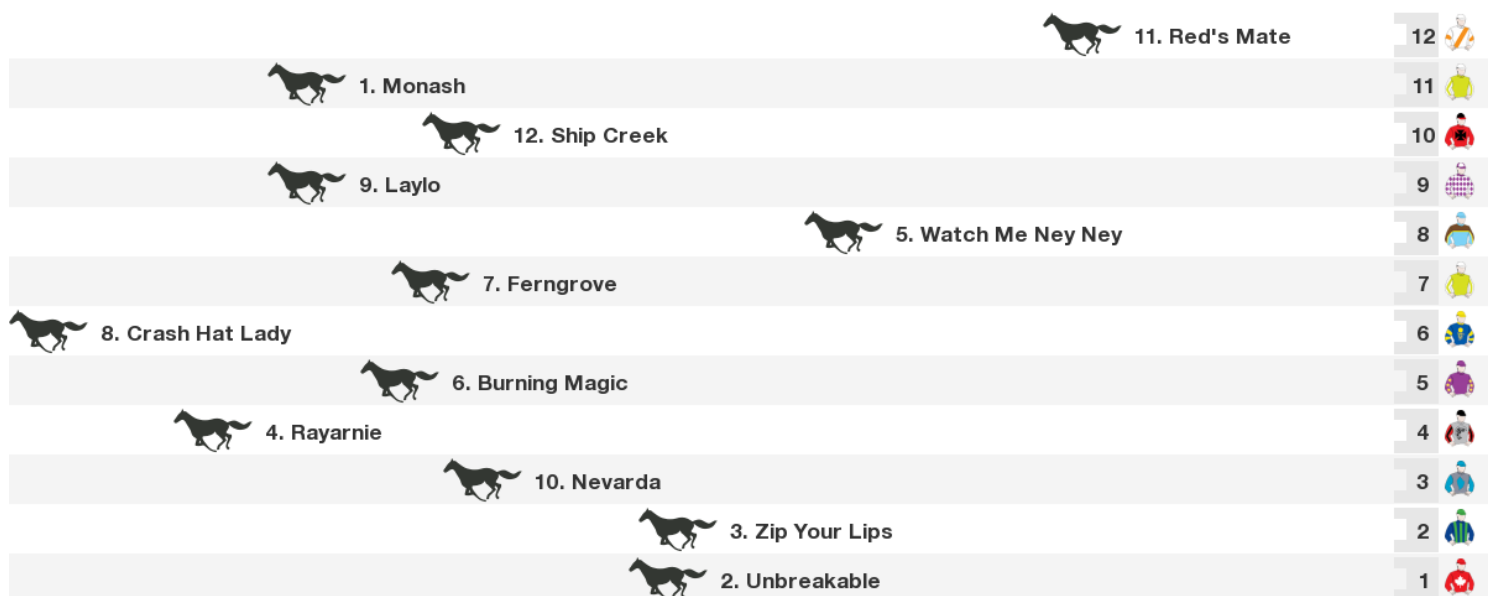 11. Red's Mate 12
1. Monash 11
12. Ship Creek 10
9. Laylo 9
5. Watch Me Ney Ney 8
7. Ferngrove 7
8. Crash Hat Lady 6
6. Burning Magic 5
4. Rayarnie 4
10. Nevarda 3
3. Zip Your Lips 2
2. Unbreakable 1